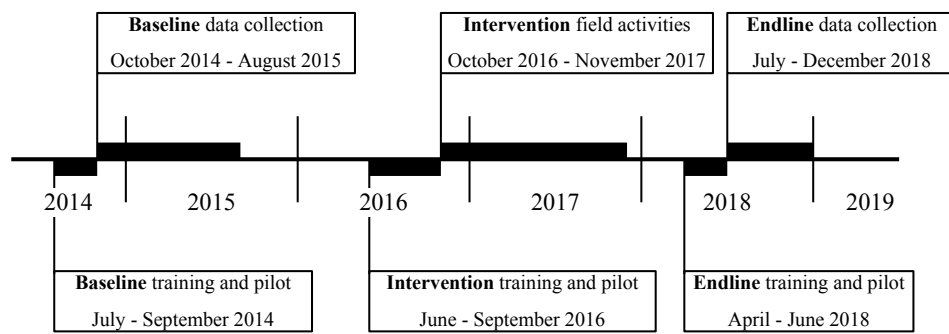 Baseline data collection
October 2014 - August 2015
Intervention field activities
October 2016 - November 2017
Endline data collection
July - December 2018
2014
2015
2016
2017
2018
2019
Baseline training and pilot
July - September 2014
Intervention training and pilot
June - September 2016
Endline training and pilot
April - June 2018